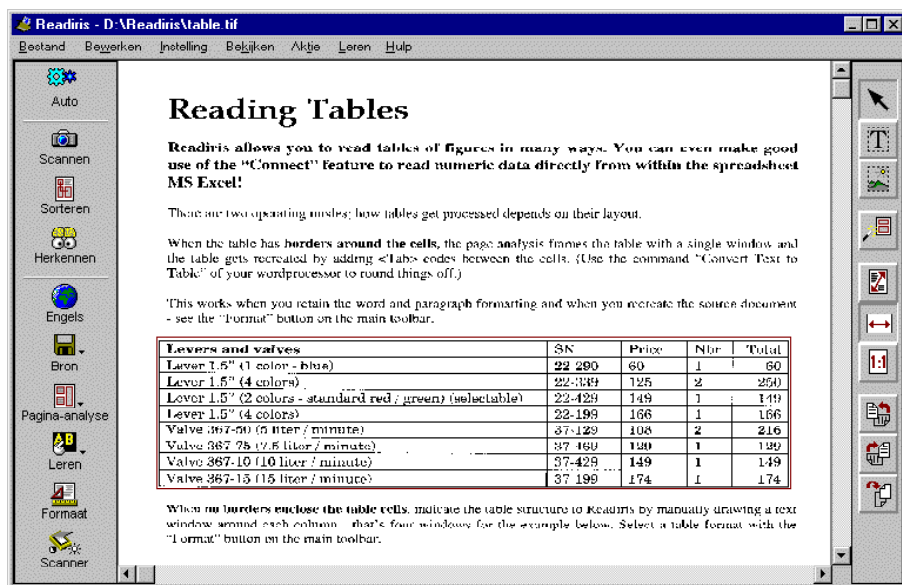 Readiris - D:\Readiris\table.tif
Bestand Bewerken Instelling Bekijken Aktie Leren Hulp
Auto
Scannen
Sorteren
Herkennen
Engels
Bron
Pagina-analyse
Leren
Formaat
Scanner
1:1
Reading Tables
Readiris allows you to read tables of figures in many ways. You can even make good
use of the “Connect” feature to read numeric data directly from within the spreadsheet
MS Excel!
There are two operating modes; how tables get processed depends on their layout.
When the table has borders around the cells, the page analysis frames the table with a single window and
the table gets recreated by adding <Tab> codes between the cells. (Use the command “Convert Text to
Table” of your wordprocessor to round things off.)
This works when you retain the word and paragraph formatting and when you recreate the source document
- see the “Format” button on the main toolbar.
Levers and valves SN Price Nbr Total
Lever 1.5” (1 color - blue) 22-290 60 1 60
Lever 1.5” (4 colors) 22-339 125 2 250
Lever 1.5” (2 colors - standard red / green) (selectable) 22-429 149 1 149
Lever 1.5” (4 colors) 22-199 166 1 166
Valve 367-50 (5 liter / minute) 37-129 108 2 216
Valve 367-75 (7.5 liter / minute) 37-460 129 1 129
Valve 367-10 (10 liter / minute) 37-429 149 1 149
Valve 367-15 (15 liter / minute) 37-199 174 1 174
When no borders enclose the table cells, indicate the table structure to Readiris by manually drawing a text
window around each column - that’s four windows for the example below. Select a table format with the
“Format” button on the main toolbar.